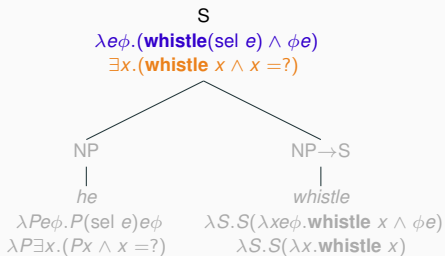 S
λeϕ.(whistle(sel e) ∧ ϕe)
∃x.(whistle x ∧ x =?)
NP NP→S
he whistle
λPeϕ.P(sel e)eϕ λS.S(λxeϕ.whistle x ∧ ϕe)
λP∃x.(Px ∧ x =?) λS.S(λx.whistle x)